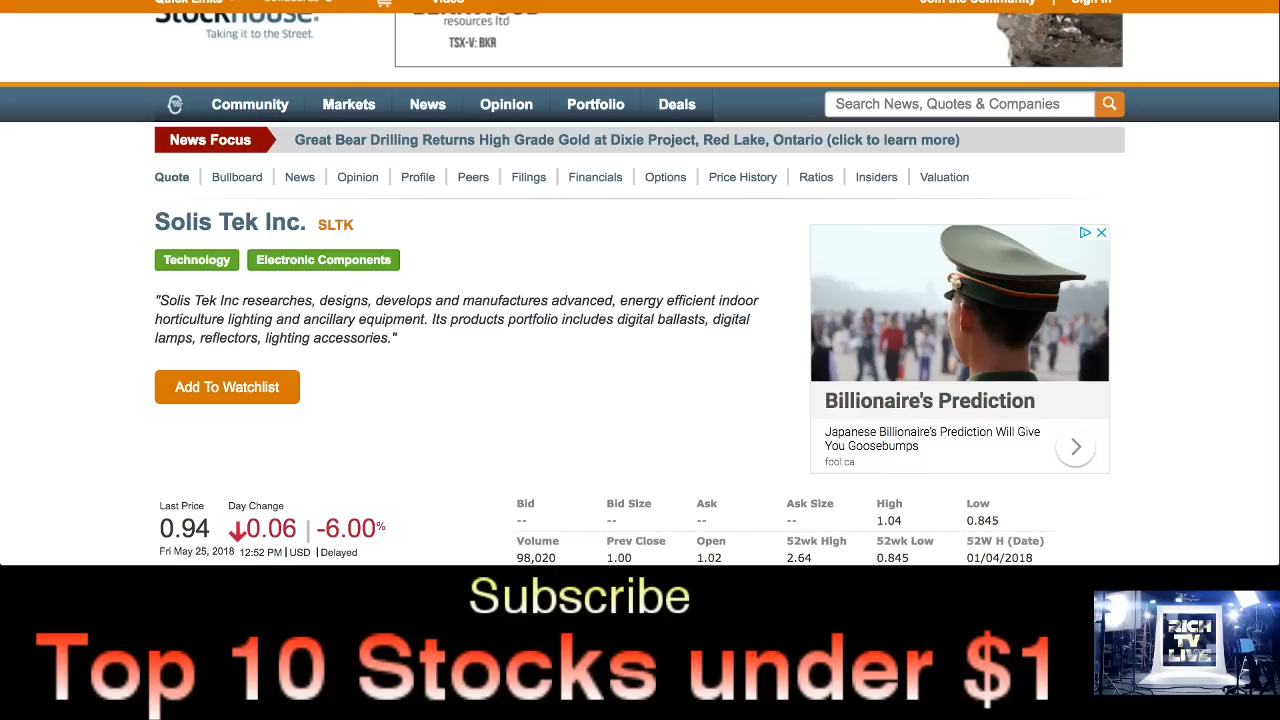 Quick Links
Video
Join the Community | Sign In
Stockhouse.
Taking it to the Street.
resources ltd
TSX-V: BKR
Community
Markets
News
Opinion
Portfolio
Deals
Search News, Quotes & Companies
News Focus
Great Bear Drilling Returns High Grade Gold at Dixie Project, Red Lake, Ontario (click to learn more)
Quote | Bullboard | News | Opinion | Profile | Peers | Filings | Financials | Options | Price History | Ratios | Insiders | Valuation
Solis Tek Inc. SLTK
Technology
Electronic Components
"Solis Tek Inc researches, designs, develops and manufactures advanced, energy efficient indoor
horticulture lighting and ancillary equipment. Its products portfolio includes digital ballasts, digital
lamps, reflectors, lighting accessories."
Add To Watchlist
Billionaire's Prediction
Japanese Billionaire's Prediction Will Give
You Goosebumps
fool.ca
Last Price
Day Change
0.94
0.06 | -6.00%
Fri May 25, 2018 12:52 PM | USD | Delayed
Bid Bid Size Ask Ask Size High Low
-- -- -- -- 1.04 0.845
Volume Prev Close Open 52wk High 52wk Low 52W H (Date)
98,020 1.00 1.02 2.64 0.845 01/04/2018
Subscribe
Top 10 Stocks under $1
RICH
TV
LIVE